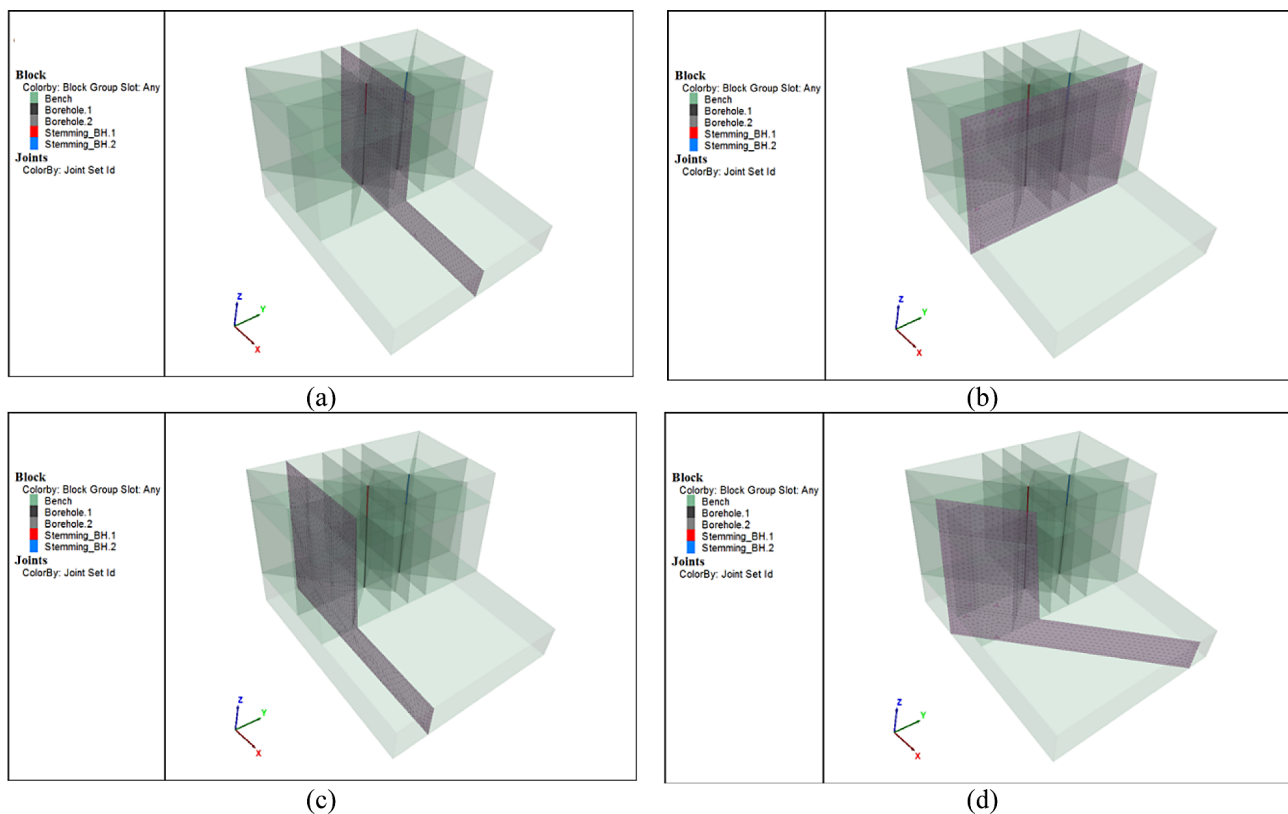 Block
Colorby: Block Group Slot: Any
Bench
Borehole.1
Borehole.2
Stemming_BH.1
Stemming_BH.2
Joints
ColorBy: Joint Set Id
Z
Y
X
(a)
Block
Colorby: Block Group Slot: Any
Bench
Borehole.1
Borehole.2
Stemming_BH.1
Stemming_BH.2
Joints
ColorBy: Joint Set Id
Z
Y
X
(b)
Block
Colorby: Block Group Slot: Any
Bench
Borehole.1
Borehole.2
Stemming_BH.1
Stemming_BH.2
Joints
ColorBy: Joint Set Id
Z
Y
X
(c)
Block
Colorby: Block Group Slot: Any
Bench
Borehole.1
Borehole.2
Stemming_BH.1
Stemming_BH.2
Joints
ColorBy: Joint Set Id
Z
Y
X
(d)